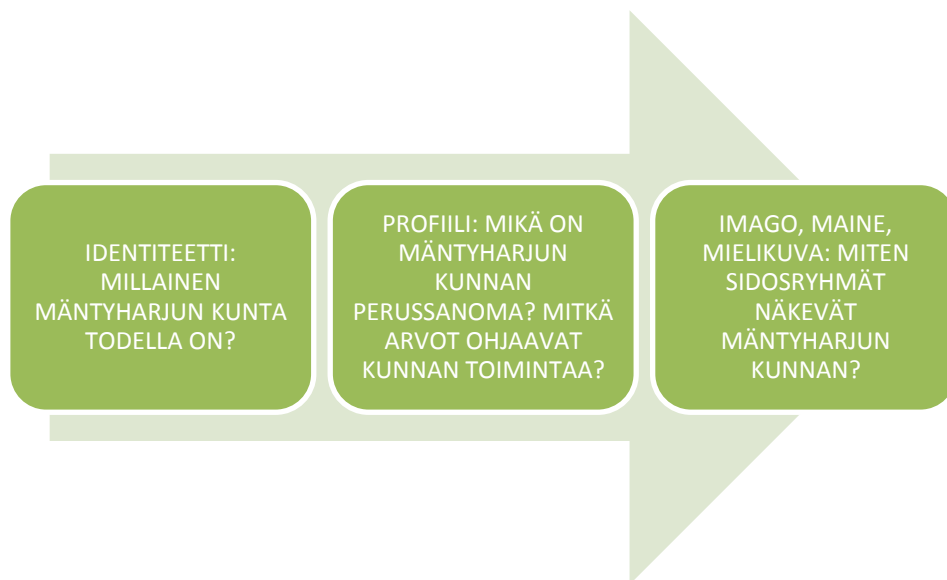 IDENTITEETTI:
MILLAINEN
MÄNTYHARJUN KUNTA
TODELLA ON?
PROFIILI: MIKÄ ON
MÄNTYHARJUN
KUNNAN
PERUSSANOMA? MITKÄ
ARVOT OHJAAVAT
KUNNAN TOIMINTAA?
IMAGO, MAINE,
MIELIKUVA: MITEN
SIDOSRYHMÄT
NÄKEVÄT
MÄNTYHARJUN
KUNNAN?